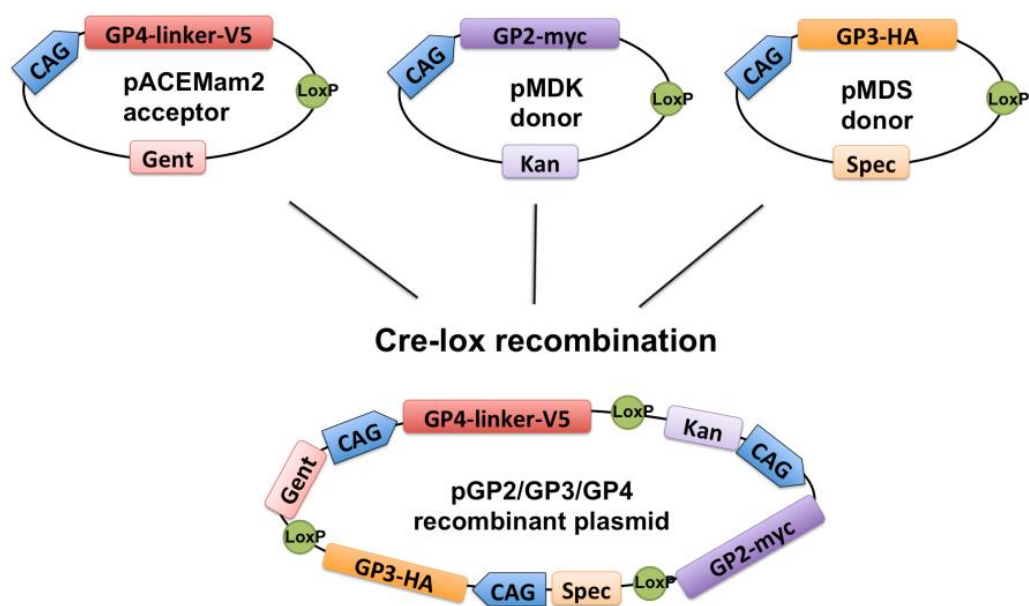 CAG
GP4-linker-V5
pACEMam2
acceptor
LoxP
Gent
CAG
GP2-myc
pMDK
donor
LoxP
Kan
CAG
GP3-HA
pMDS
donor
LoxP
Spec
Cre-lox recombination
GP4-linker-V5
LoxP
Kan
CAG
CAG
Gent
pGP2/GP3/GP4
recombinant plasmid
GP2-myc
LoxP
GP3-HA
CAG
Spec
LoxP